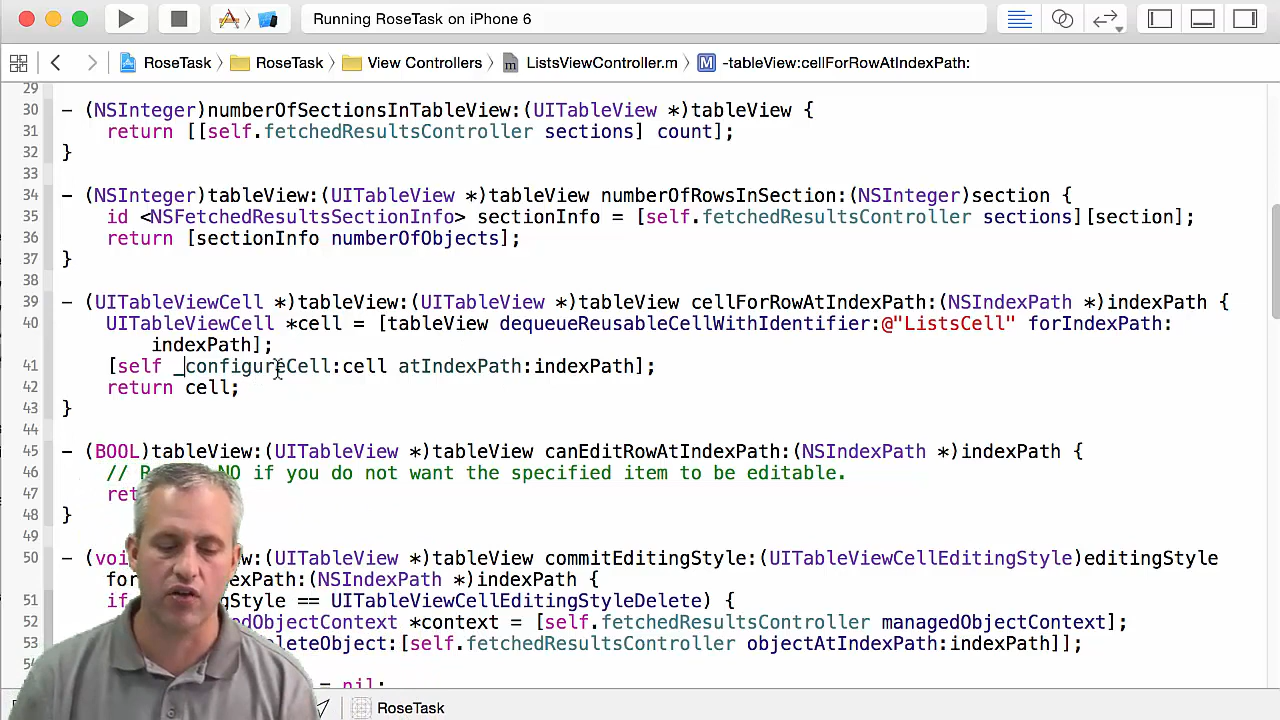 Running RoseTask on iPhone 6
RoseTask RoseTask View Controllers ListsViewController.m M -tableView:cellForRowAtIndexPath:
29
30 - (NSInteger)numberOfSectionsInTableView:(UITableView *)tableView {
31 return [[self.fetchedResultsController sections] count];
32 }
33
34 - (NSInteger)tableView:(UITableView *)tableView numberOfRowsInSection:(NSInteger)section {
35 id <NSFetchedResultsSectionInfo> sectionInfo = [self.fetchedResultsController sections][section];
36 return [sectionInfo numberOfObjects];
37 }
38
39 - (UITableViewCell *)tableView:(UITableView *)tableView cellForRowAtIndexPath:(NSIndexPath *)indexPath {
40 UITableViewCell *cell = [tableView dequeueReusableCellWithIdentifier:@"ListsCell" forIndexPath:
indexPath];
41 [self _configureCell:cell atIndexPath:indexPath];
42 return cell;
43 }
44
45 - (BOOL)tableView:(UITableView *)tableView canEditRowAtIndexPath:(NSIndexPath *)indexPath {
46 // R NO if you do not want the specified item to be editable.
47 ret
48 }
49
50 - (voi w:(UITableView *)tableView commitEditingStyle:(UITableViewCellEditingStyle)editingStyle
for IndexPath:(NSIndexPath *)indexPath {
51 if gStyle == UITableViewCellEditingStyleDelete) {
52 edObjectContext *context = [self.fetchedResultsController managedObjectContext];
53 eleteObject:[self.fetchedResultsController objectAtIndexPath:indexPath]];
= nil;
RoseTask